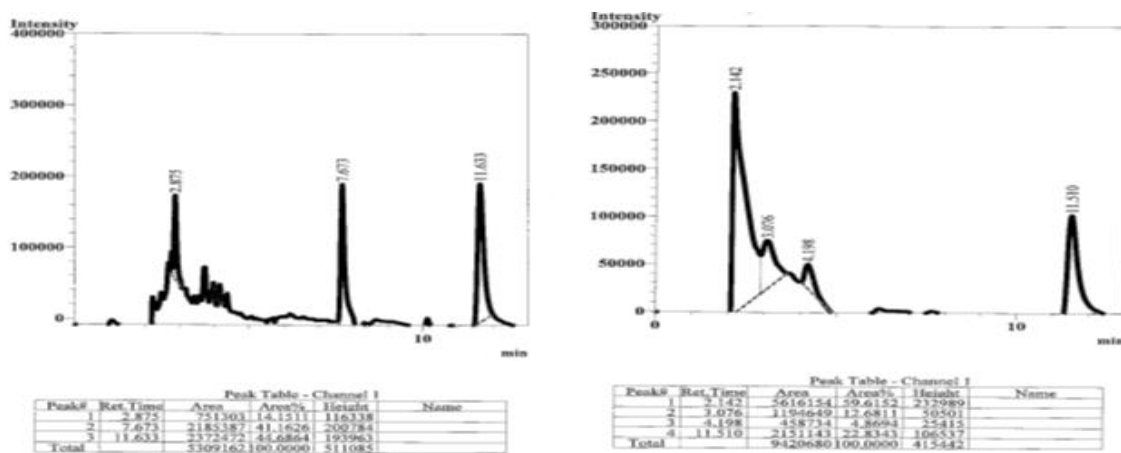 Intensity
400000
300000
200000
100000
0
2.875
7.673
11.633
10
min
Peak Table - Channel 1
Peak# Ret.Time Area Area% Height Name
1 2.875 751303 14.1511 116338
2 7.673 2185387 41.1626 200784
3 11.633 2372472 44.6864 193963
Total 5309162 100.0000 511085
Intensity
300000
250000
200000
150000
100000
50000
0
2.142
3.076
4.198
11.510
0 10
min
Peak Table - Channel 1
Peak# Ret.Time Area Area% Height Name
1 2.142 5616154 59.6152 232989
2 3.076 1194649 12.6811 50501
3 4.198 458734 4.8694 25415
4 11.510 2151143 22.8343 106537
Total 9420680 100.0000 415442